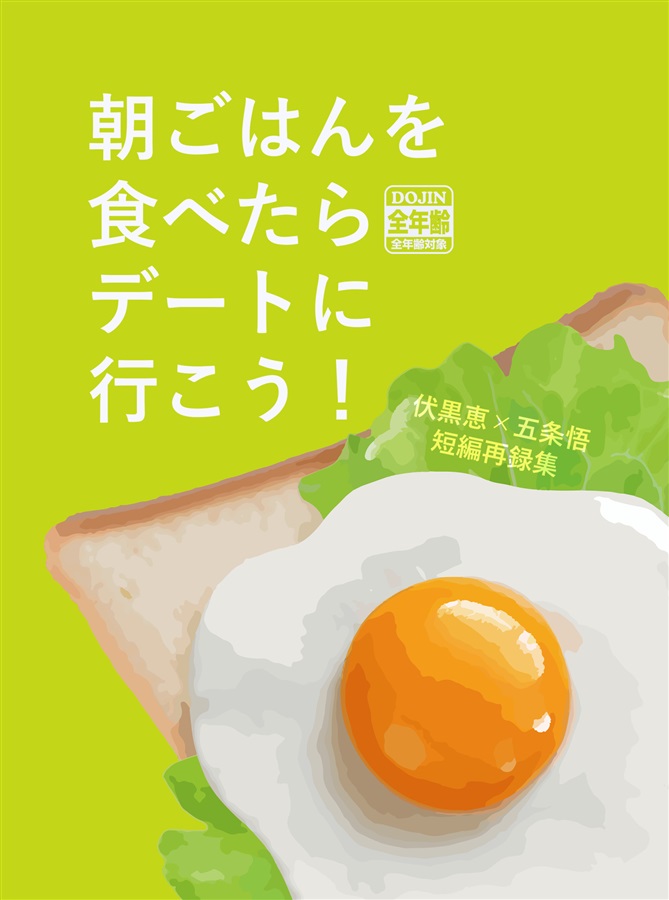 朝ごはんを
食べたら
デートに
行こう！
DOJIN
全年齢
全年齢対象
伏黒恵×五条悟
短編再録集